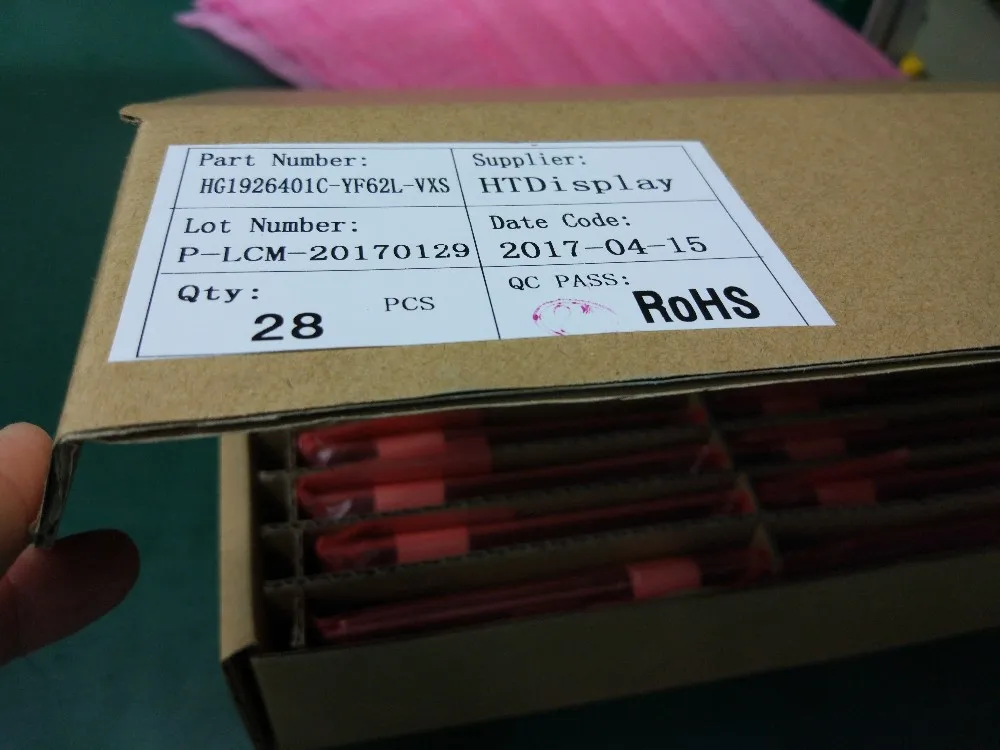 Part Number:
HG1926401C-YF62L-VXS
Supplier:
HTDisplay
Lot Number:
P-LCM-20170129
Date Code:
2017-04-15
Qty:
28 PCS
QC PASS:
RoHS